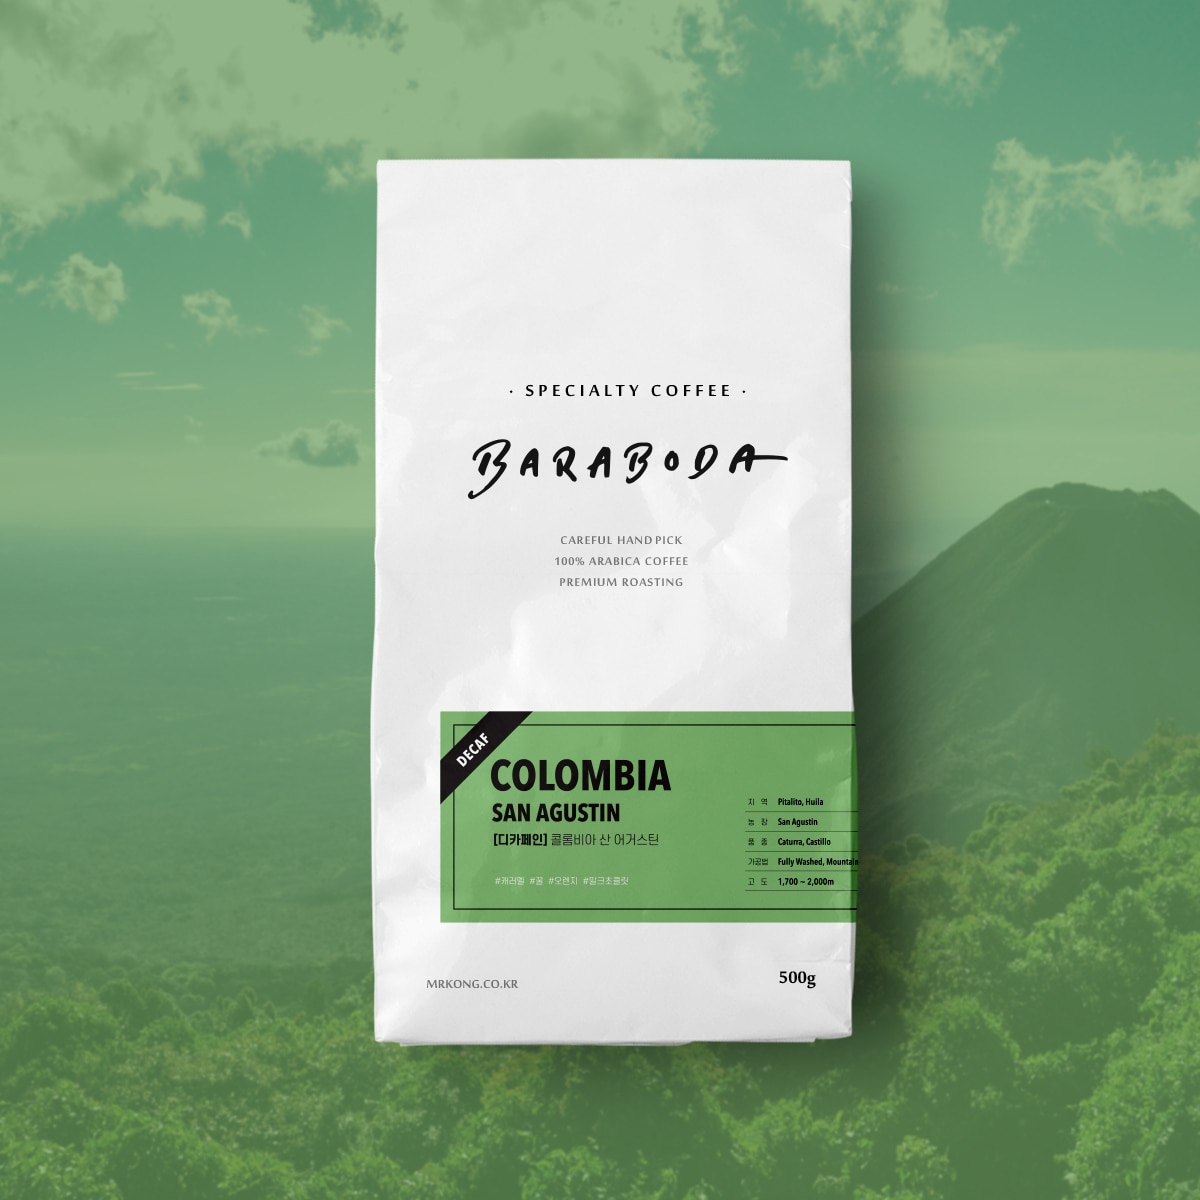 · SPECIALTY COFFEE ·
BARABODA
CAREFUL HAND PICK
100% ARABICA COFFEE
PREMIUM ROASTING
DECAF
COLOMBIA
SAN AGUSTIN
[디카페인] 콜롬비아 산 어거스틴
#캐러멜 #꿀 #오렌지 #밀크초콜릿
지 역 Pitalito, Huila
농 장 San Agustin
품 종 Caturra, Castillo
가공법 Fully Washed, Mountain
고 도 1,700 ~ 2,000m
MRKONG.CO.KR
500g